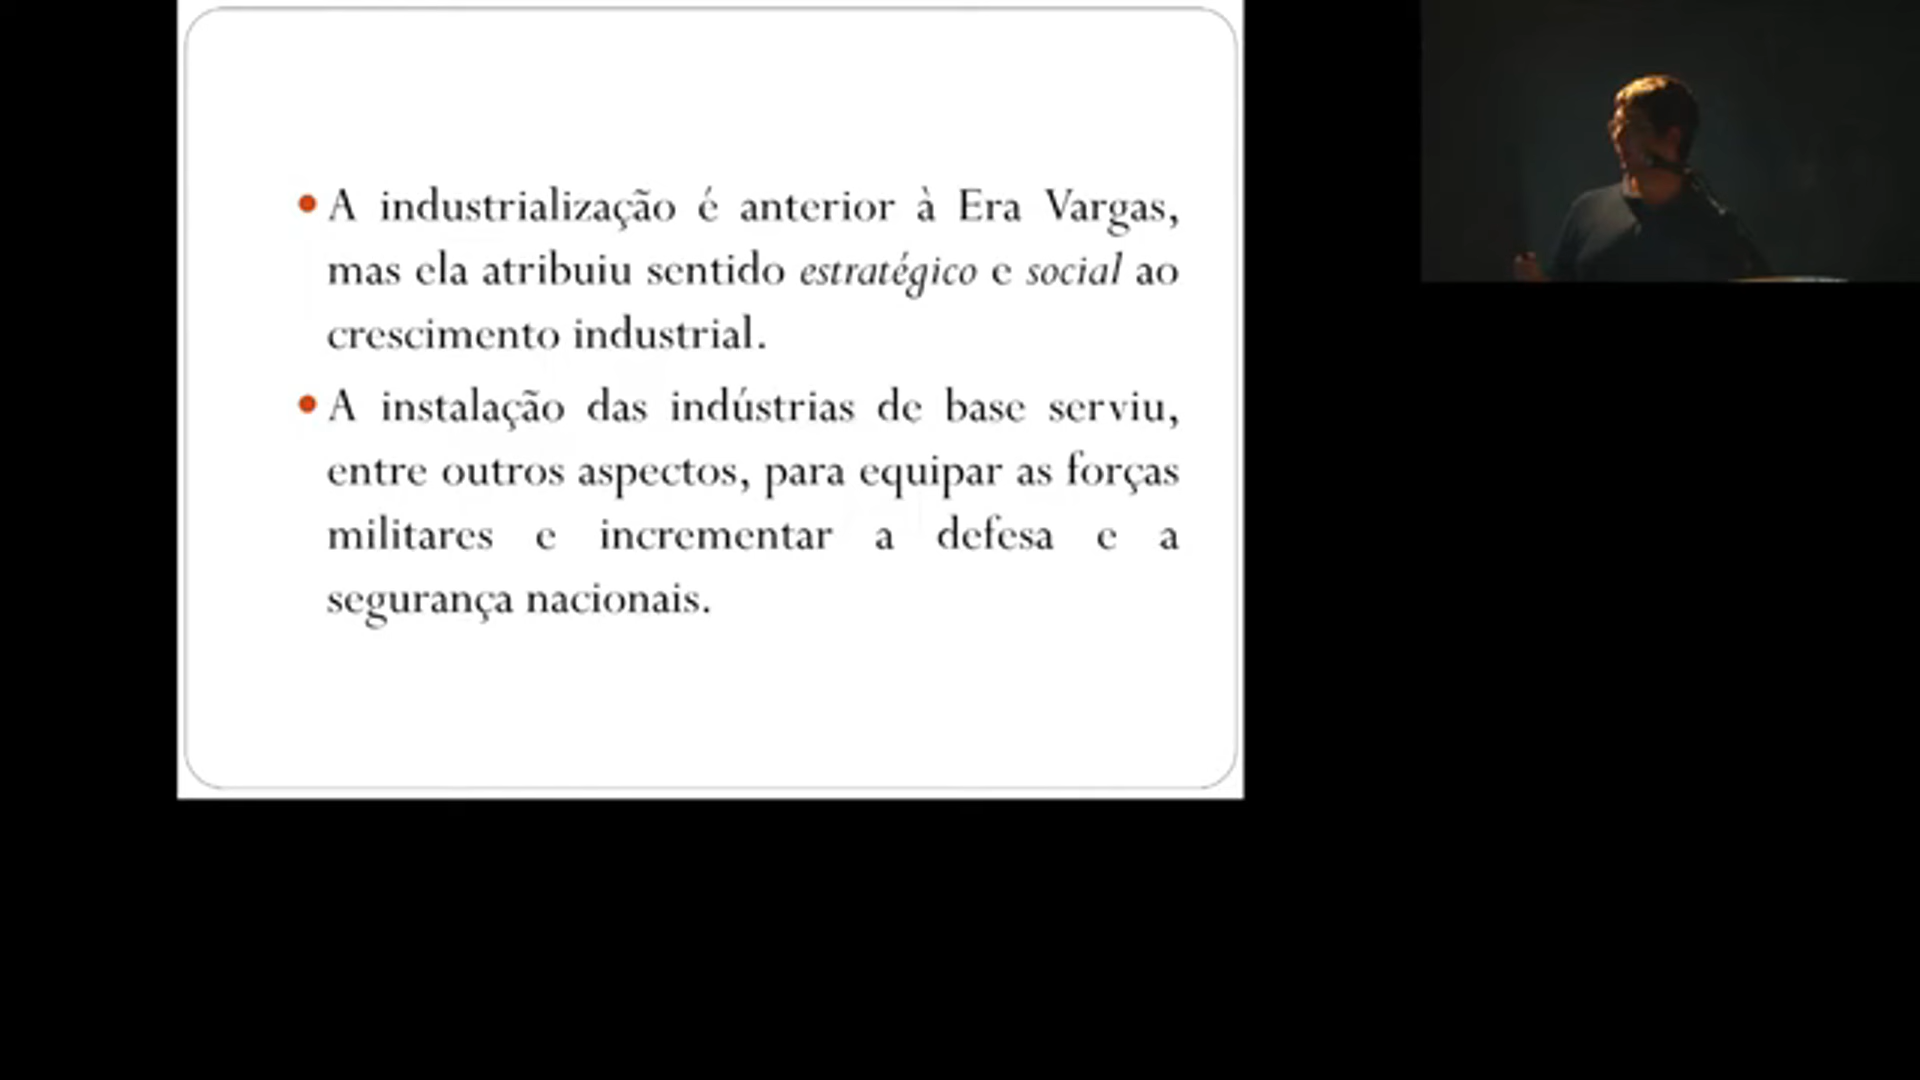 • A industrialização é anterior à Era Vargas,
mas ela atribuiu sentido estratégico e social ao
crescimento industrial.
• A instalação das indústrias de base serviu,
entre outros aspectos, para equipar as forças
militares e incrementar a defesa e a
segurança nacionais.